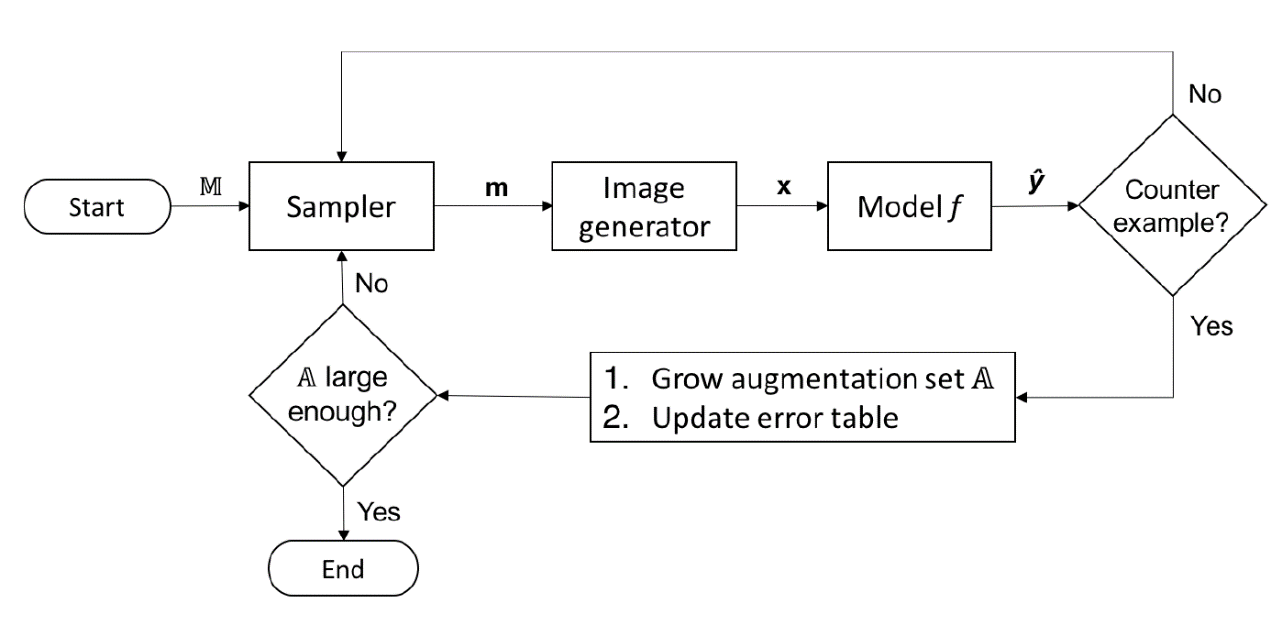 No
Start
𝕄
Sampler
m
Image
generator
x
Model f
ŷ
Counter
example?
No
Yes
𝔸 large
enough?
1. Grow augmentation set 𝔸
2. Update error table
Yes
End